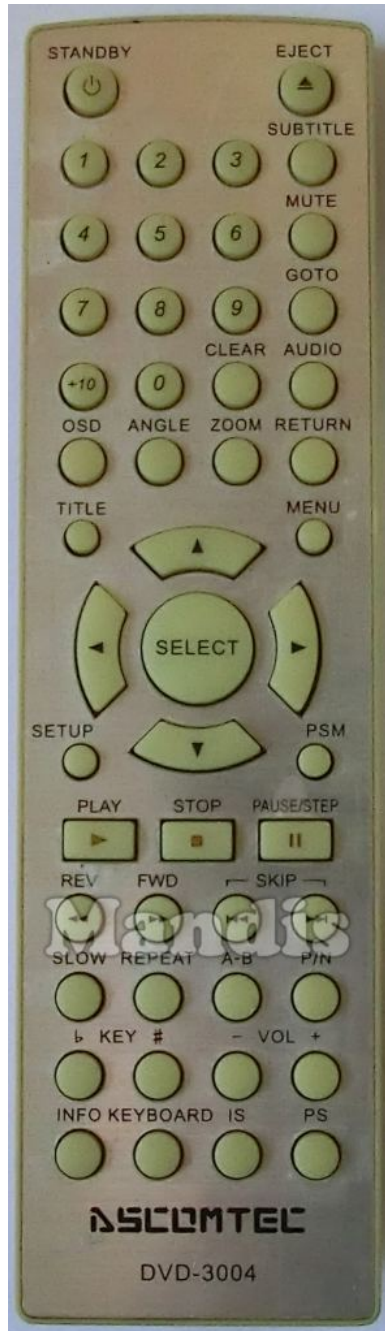 STANDBY EJECT
SUBTITLE
1 2 3
MUTE
4 5 6
GOTO
7 8 9
CLEAR AUDIO
+10 0
OSD ANGLE ZOOM RETURN
TITLE MENU
SELECT
SETUP PSM
PLAY STOP PAUSE/STEP
REV FWD SKIP
Mandis
SLOW REPEAT A-B P/N
♭ KEY # - VOL +
INFO KEYBOARD IS PS
ASCOMTEC
DVD-3004